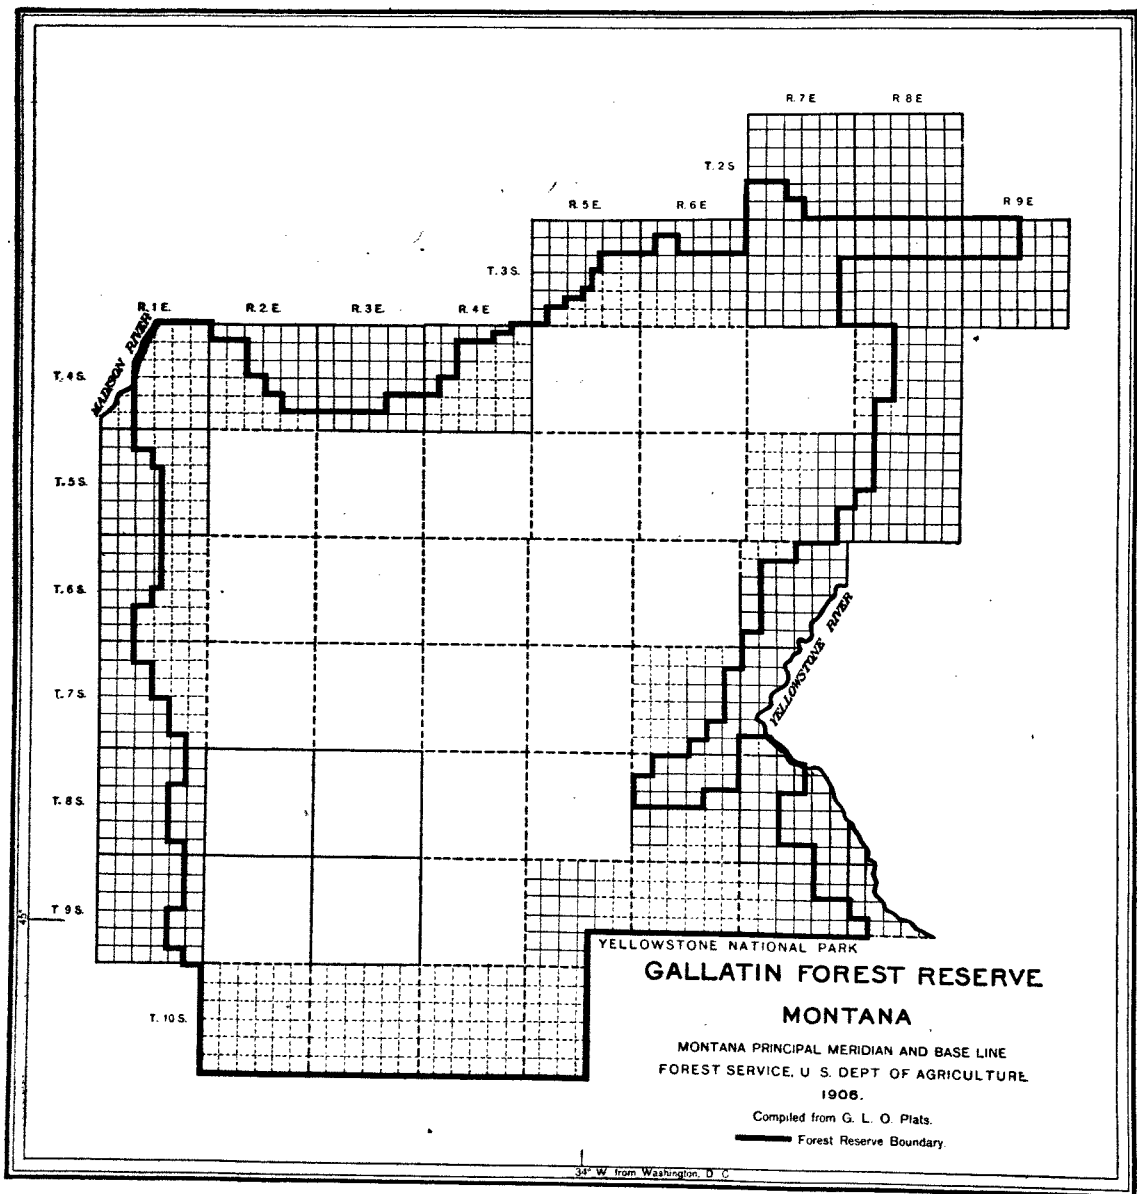 R. 7 E
R 8 E
T. 2 S
R. 5 E.
R. 6 E
R 9 E
T. 3 S.
R. 1 E.
R. 2 E.
R. 3 E.
R. 4 E
MADISON RIVER
T. 4 S.
T. 5 S.
T. 6 S.
YELLOWSTONE RIVER
T. 7 S.
T. 8 S.
T 9 S.
45°
YELLOWSTONE NATIONAL PARK
GALLATIN FOREST RESERVE
MONTANA
T. 10 S.
MONTANA PRINCIPAL MERIDIAN AND BASE LINE
FOREST SERVICE, U S. DEPT OF AGRICULTURE
1906.
Compiled from G. L. O. Plats.
Forest Reserve Boundary.
34° W from Washington, D C